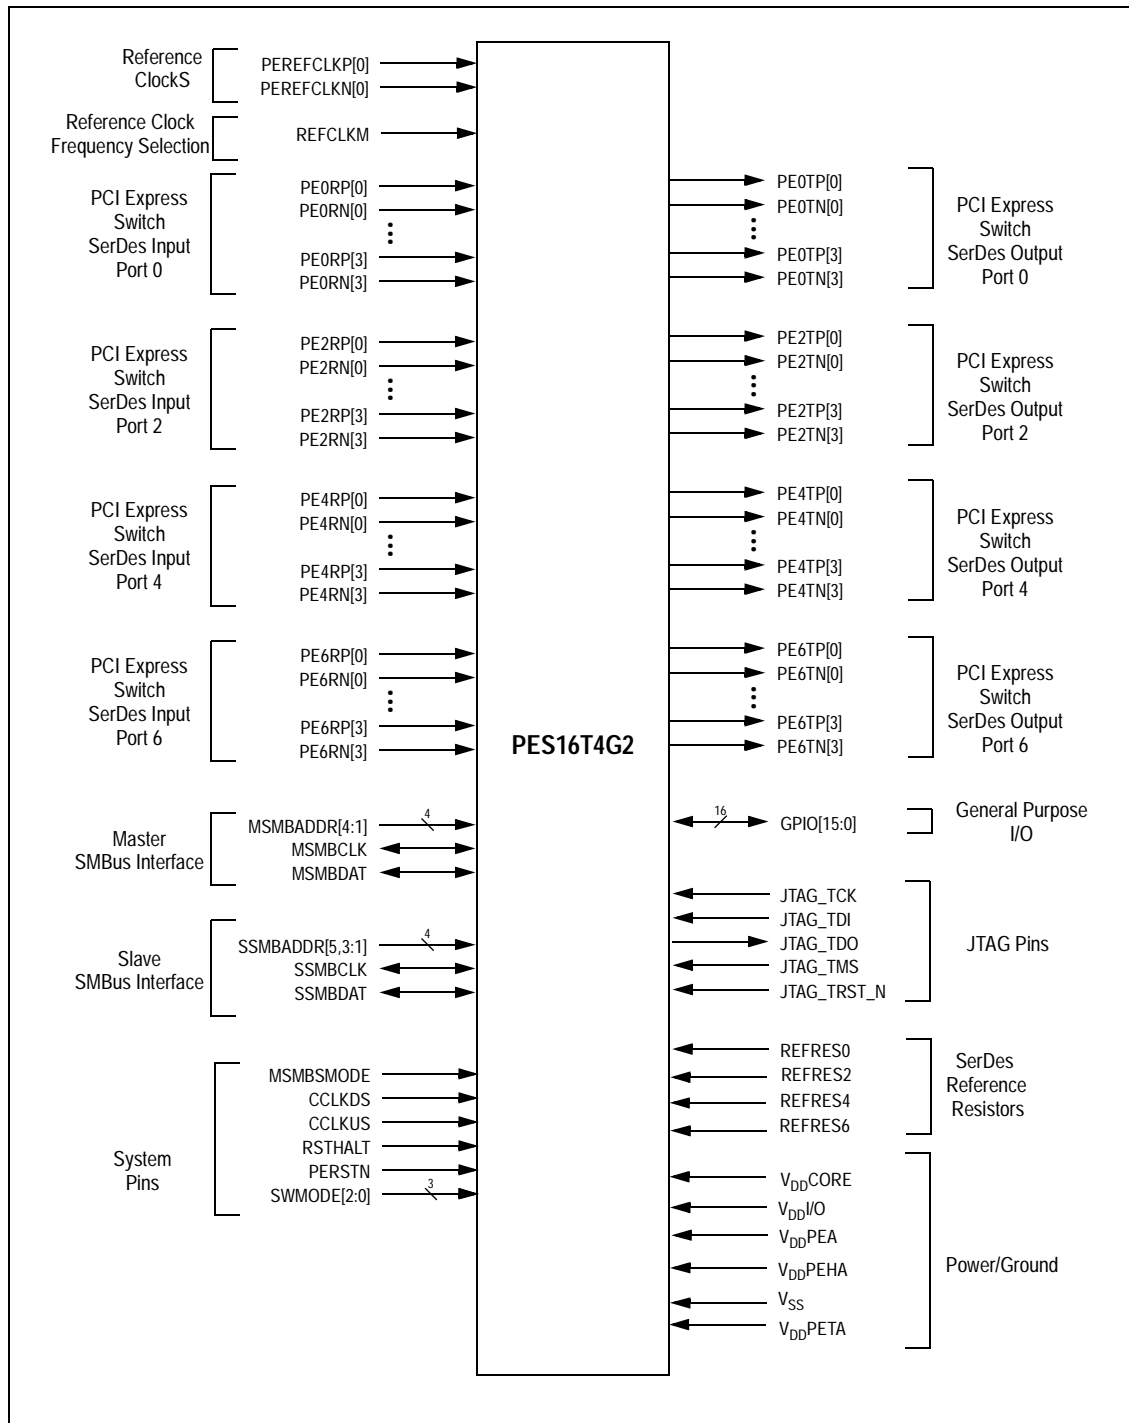 Reference
ClockS
PEREFCLKP[0]
PEREFCLKN[0]
Reference Clock
Frequency Selection
REFCLKM
PCI Express
Switch
SerDes Input
Port 0
PE0RP[0]
PE0RN[0]
PE0RP[3]
PE0RN[3]
PCI Express
Switch
SerDes Input
Port 2
PE2RP[0]
PE2RN[0]
PE2RP[3]
PE2RN[3]
PCI Express
Switch
SerDes Input
Port 4
PE4RP[0]
PE4RN[0]
PE4RP[3]
PE4RN[3]
PCI Express
Switch
SerDes Input
Port 6
PE6RP[0]
PE6RN[0]
PE6RP[3]
PE6RN[3]
Master
SMBus Interface
MSMBADDR[4:1]
4
MSMBCLK
MSMBDAT
Slave
SMBus Interface
SSMBADDR[5,3:1]
4
SSMBCLK
SSMBDAT
System
Pins
MSMBSMODE
CCLKDS
CCLKUS
RSTHALT
PERSTN
SWMODE[2:0]
3
PES16T4G2
PE0TP[0]
PE0TN[0]
PE0TP[3]
PE0TN[3]
PCI Express
Switch
SerDes Output
Port 0
PE2TP[0]
PE2TN[0]
PE2TP[3]
PE2TN[3]
PCI Express
Switch
SerDes Output
Port 2
PE4TP[0]
PE4TN[0]
PE4TP[3]
PE4TN[3]
PCI Express
Switch
SerDes Output
Port 4
PE6TP[0]
PE6TN[0]
PE6TP[3]
PE6TN[3]
PCI Express
Switch
SerDes Output
Port 6
16
GPIO[15:0]
General Purpose
I/O
JTAG_TCK
JTAG_TDI
JTAG_TDO
JTAG_TMS
JTAG_TRST_N
JTAG Pins
REFRES0
REFRES2
REFRES4
REFRES6
SerDes
Reference
Resistors
VDDCORE
VDDI/O
VDDPEA
VDDPEHA
VSS
VDDPETA
Power/Ground